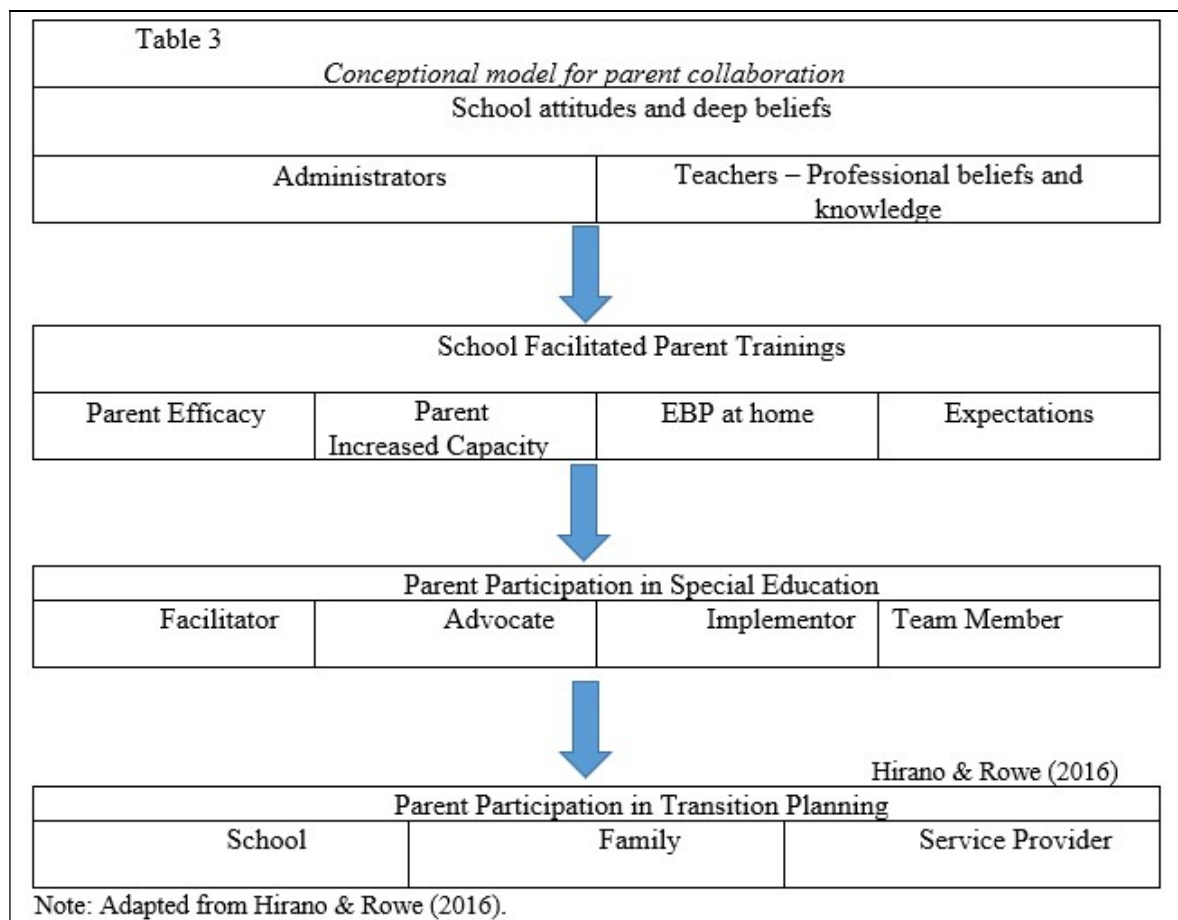 Table 3
Conceptional model for parent collaboration
School attitudes and deep beliefs
Administrators
Teachers – Professional beliefs and
knowledge
School Facilitated Parent Trainings
Parent Efficacy
Parent
Increased Capacity
EBP at home
Expectations
Parent Participation in Special Education
Facilitator
Advocate
Implementor
Team Member
Hirano & Rowe (2016)
Parent Participation in Transition Planning
School
Family
Service Provider
Note: Adapted from Hirano & Rowe (2016).